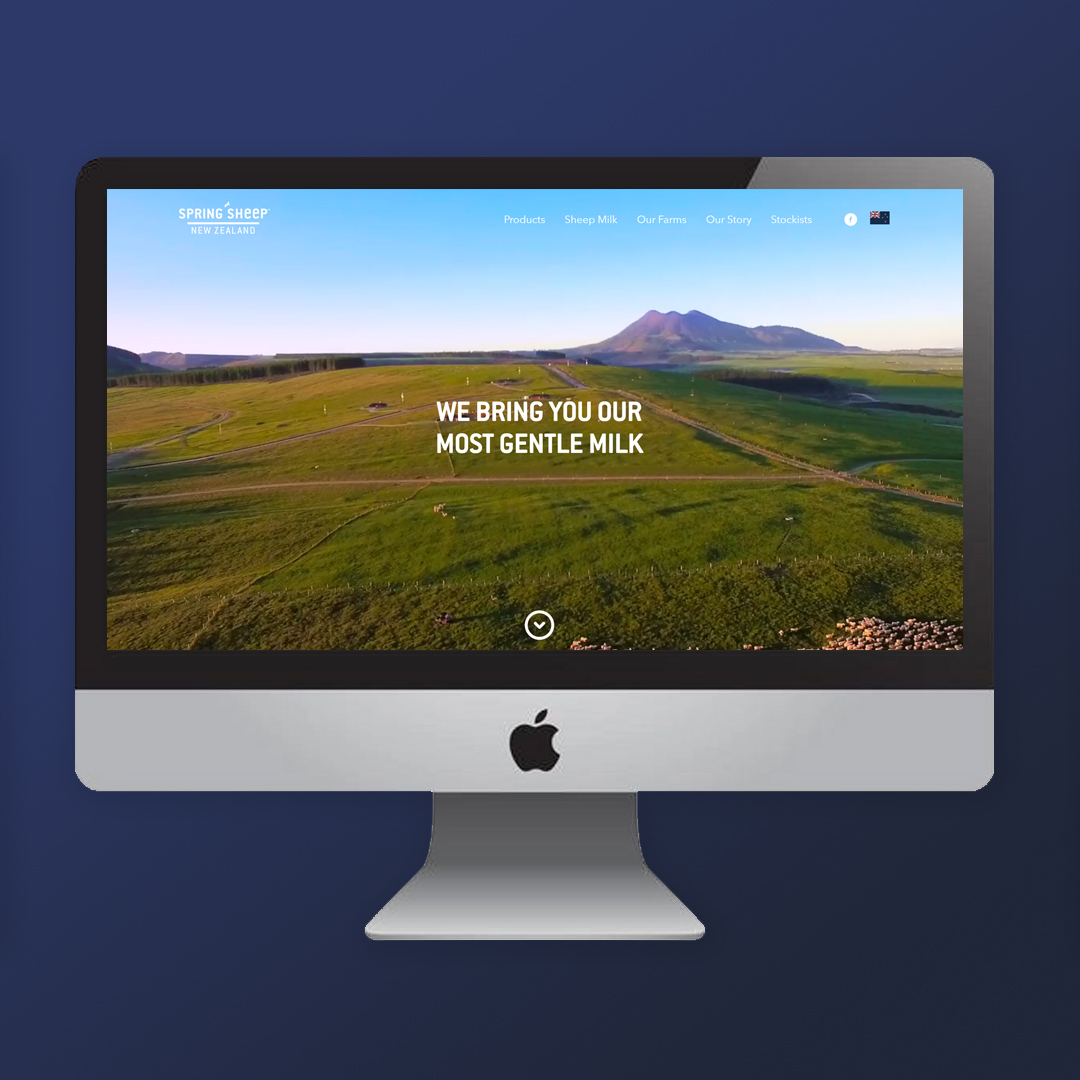 SPRING SHEEP
NEW ZEALAND
Products Sheep Milk Our Farms Our Story Stockists f
WE BRING YOU OUR
MOST GENTLE MILK